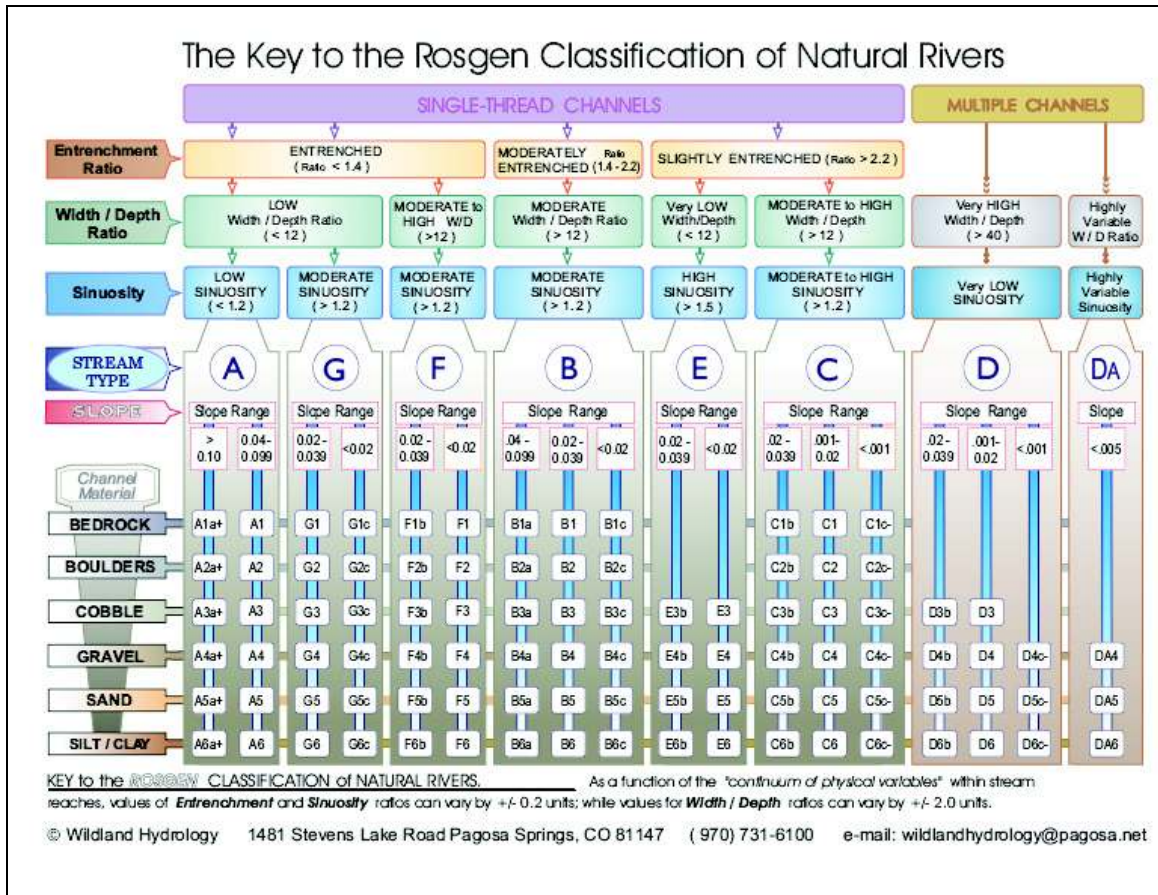 The Key to the Rosgen Classification of Natural Rivers
SINGLE-THREAD CHANNELS
MULTIPLE CHANNELS
Entrenchment
Ratio
ENTRENCHED
( Ratio < 1.4 )
MODERATELY Ratio
ENTRENCHED (1.4 - 2.2)
SLIGHTLY ENTRENCHED ( Ratio > 2.2 )
Width / Depth
Ratio
LOW
Width / Depth Ratio
( < 12 )
MODERATE to
HIGH W/D
( >12 )
MODERATE
Width / Depth Ratio
( > 12 )
Very LOW
Width/Depth
( < 12 )
MODERATE to HIGH
Width / Depth
( > 12 )
Very HIGH
Width / Depth
( > 40 )
Highly
Variable
W / D Ratio
Sinuosity
LOW
SINUOSITY
( < 1.2 )
MODERATE
SINUOSITY
( > 1.2 )
MODERATE
SINUOSITY
( > 1.2 )
MODERATE
SINUOSITY
( > 1.2 )
HIGH
SINUOSITY
( > 1.5 )
MODERATE to HIGH
SINUOSITY
( > 1.2 )
Very LOW
SINUOSITY
Highly
Variable
Sinuosity
STREAM
TYPE
A G F B E C D DA
SLOPE
Slope Range Slope Range Slope Range Slope Range Slope Range Slope Range Slope Range Slope
> 0.10
0.04-0.099
0.02-0.039
<0.02
0.02-0.039
<0.02
.04-0.099
0.02-0.039
<0.02
0.02-0.039
<0.02
.02-0.039
.001-0.02
<.001
.02-0.039
.001-0.02
<.001
<.005
Channel
Material
BEDROCK A1a+ A1 G1 G1c F1b F1 B1a B1 B1c C1b C1 C1c-
BOULDERS A2a+ A2 G2 G2c F2b F2 B2a B2 B2c C2b C2 C2c-
COBBLE A3a+ A3 G3 G3c F3b F3 B3a B3 B3c E3b E3 C3b C3 C3c- D3b D3
GRAVEL A4a+ A4 G4 G4c F4b F4 B4a B4 B4c E4b E4 C4b C4 C4c- D4b D4 D4c- DA4
SAND A5a+ A5 G5 G5c F5b F5 B5a B5 B5c E5b E5 C5b C5 C5c- D5b D5 D5c- DA5
SILT / CLAY A6a+ A6 G6 G6c F6b F6 B6a B6 B6c E6b E6 C6b C6 C6c- D6b D6 D6c- DA6
KEY to the ROSGEN CLASSIFICATION of NATURAL RIVERS. As a function of the "continuum of physical variables" within stream
reaches, values of Entrenchment and Sinuosity ratios can vary by +/- 0.2 units; while values for Width / Depth ratios can vary by +/- 2.0 units.
© Wildland Hydrology 1481 Stevens Lake Road Pagosa Springs, CO 81147 ( 970) 731-6100 e-mail: wildlandhydrology@pagosa.net